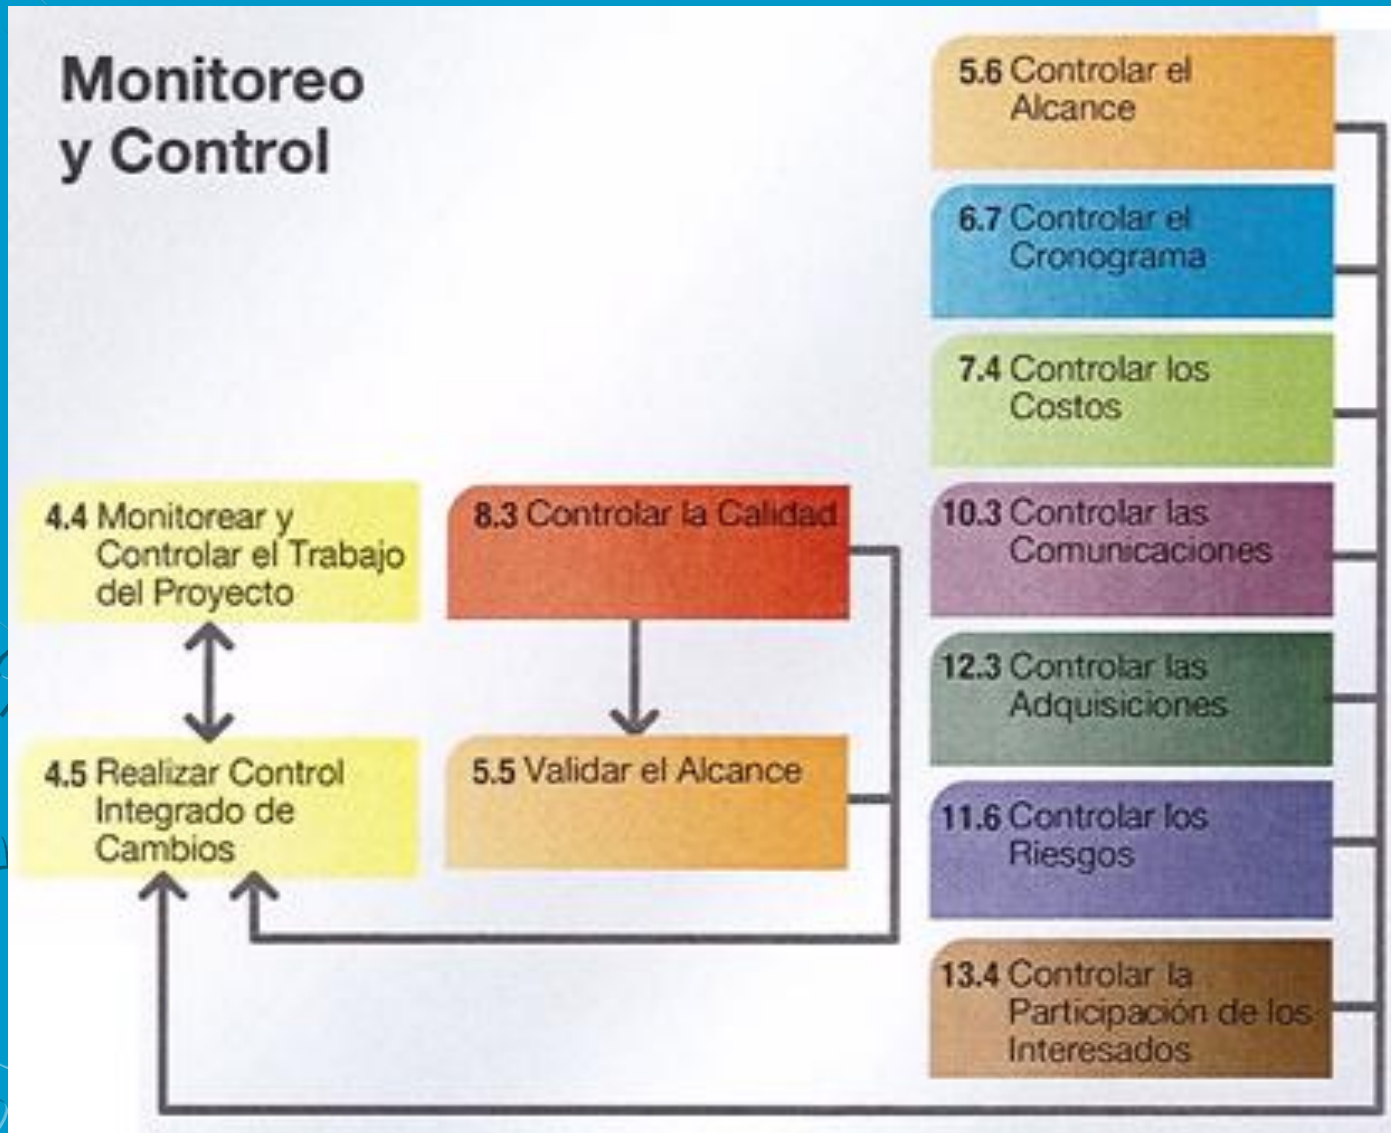 Monitoreo
y Control
4.4 Monitorear y
Controlar el Trabajo
del Proyecto
4.5 Realizar Control
Integrado de
Cambios
8.3 Controlar la Calidad
5.5 Validar el Alcance
5.6 Controlar el
Alcance
6.7 Controlar el
Cronograma
7.4 Controlar los
Costos
10.3 Controlar las
Comunicaciones
12.3 Controlar las
Adquisiciones
11.6 Controlar los
Riesgos
13.4 Controlar la
Participación de los
Interesados